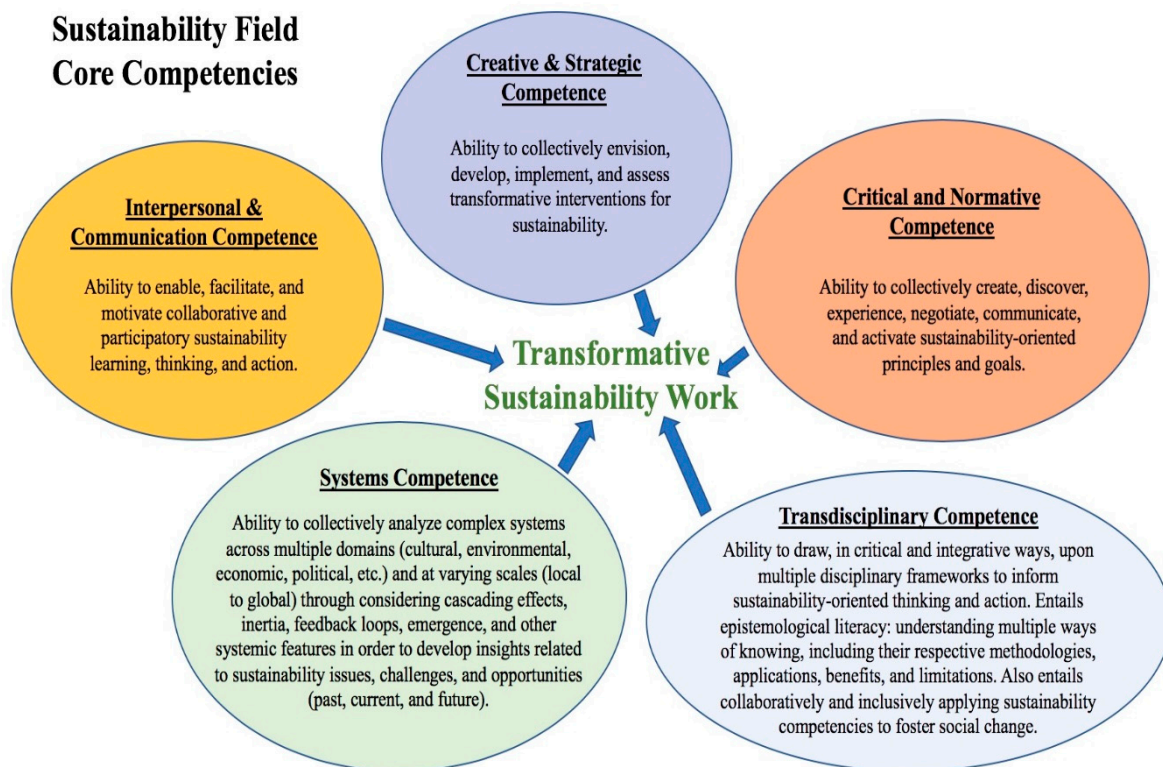 Sustainability Field
Core Competencies
Creative & Strategic
Competence
Ability to collectively envision,
develop, implement, and assess
transformative interventions for
sustainability.
Interpersonal &
Communication Competence
Ability to enable, facilitate, and
motivate collaborative and
participatory sustainability
learning, thinking, and action.
Critical and Normative
Competence
Ability to collectively create, discover,
experience, negotiate, communicate,
and activate sustainability-oriented
principles and goals.
Transformative
Sustainability Work
Systems Competence
Ability to collectively analyze complex systems
across multiple domains (cultural, environmental,
economic, political, etc.) and at varying scales (local
to global) through considering cascading effects,
inertia, feedback loops, emergence, and other
systemic features in order to develop insights related
to sustainability issues, challenges, and opportunities
(past, current, and future).
Transdisciplinary Competence
Ability to draw, in critical and integrative ways, upon
multiple disciplinary frameworks to inform
sustainability-oriented thinking and action. Entails
epistemological literacy: understanding multiple ways
of knowing, including their respective methodologies,
applications, benefits, and limitations. Also entails
collaboratively and inclusively applying sustainability
competencies to foster social change.